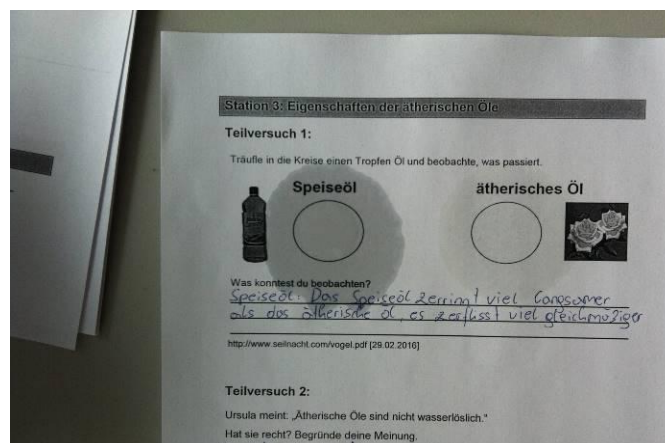 Station 3: Eigenschaften der ätherischen Öle
Teilversuch 1:
Träufle in die Kreise einen Tropfen Öl und beobachte, was passiert.
Speiseöl
ätherisches Öl
Was konntest du beobachten?
Speiseöl: Das Speiseöl zerrinnt viel langsamer
als das ätherische Öl, es zerflisst viel gleichmäßiger
http://www.seilnacht.com/vogel.pdf [29.02.2016]
Teilversuch 2:
Ursula meint: „Ätherische Öle sind nicht wasserlöslich.“
Hat sie recht? Begründe deine Meinung.